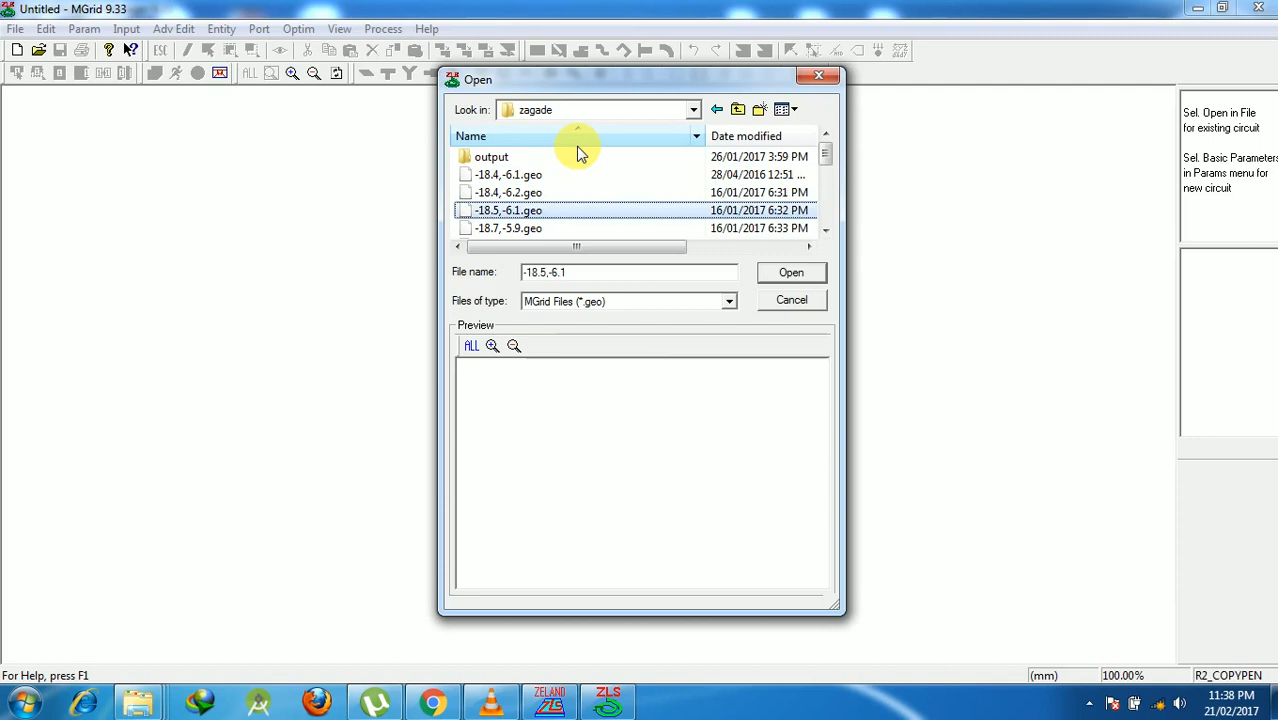 Untitled - MGrid 9.33
File Edit Param Input Adv Edit Entity Port Optim View Process Help
ESC
ALL
ZLS Open
Look in: zagade
Name Date modified
output 26/01/2017 3:59 PM
-18.4,-6.1.geo 28/04/2016 12:51 ...
-18.4,-6.2.geo 16/01/2017 6:31 PM
-18.5,-6.1.geo 16/01/2017 6:32 PM
-18.7,-5.9.geo 16/01/2017 6:33 PM
File name: -18.5,-6.1 Open
Files of type: MGrid Files (*.geo) Cancel
Preview
ALL
Sel. Open in File
for existing circuit
Sel. Basic Parameters
in Params menu for
new circuit
For Help, press F1 (mm) 100.00% R2_COPYPEN
ZELAND
ZG
ZLS
11:38 PM
21/02/2017